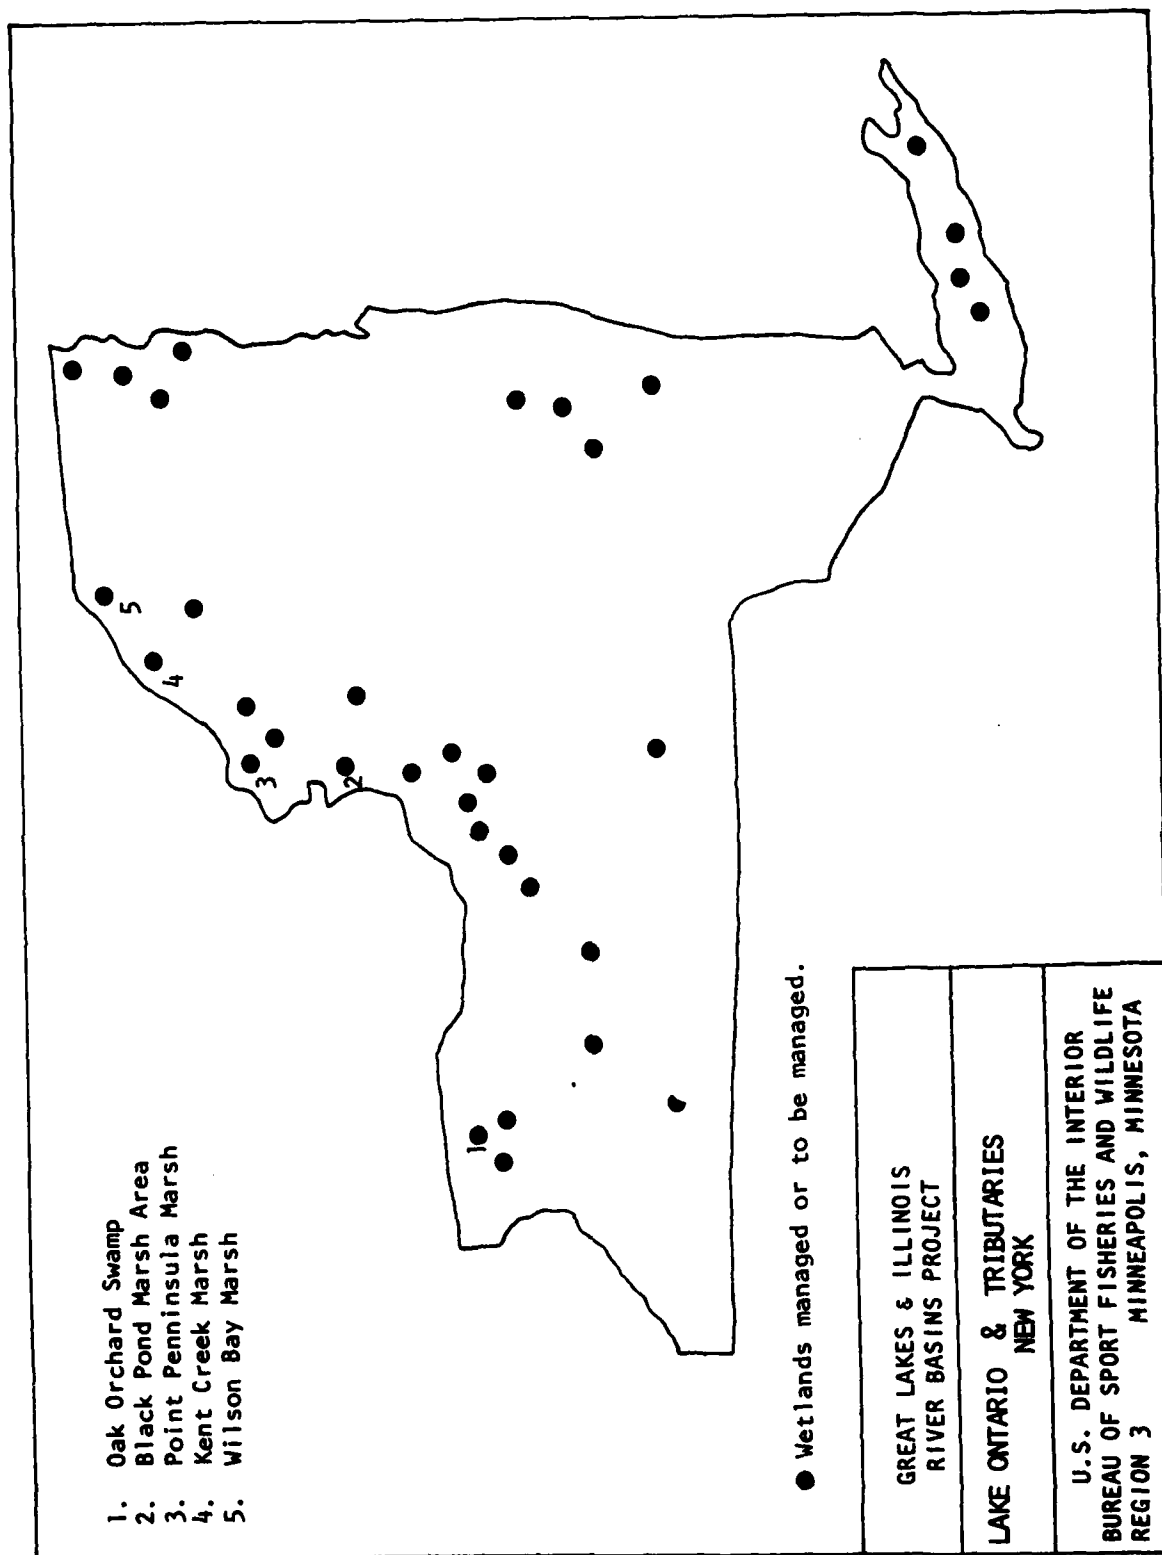 1. Oak Orchard Swamp
2. Black Pond Marsh Area
3. Point Penninsula Marsh
4. Kent Creek Marsh
5. Wilson Bay Marsh
5
4
3
2
1
● Wetlands managed or to be managed.
GREAT LAKES & ILLINOIS
RIVER BASINS PROJECT
LAKE ONTARIO & TRIBUTARIES
NEW YORK
U.S. DEPARTMENT OF THE INTERIOR
BUREAU OF SPORT FISHERIES AND WILDLIFE
REGION 3 MINNEAPOLIS, MINNESOTA